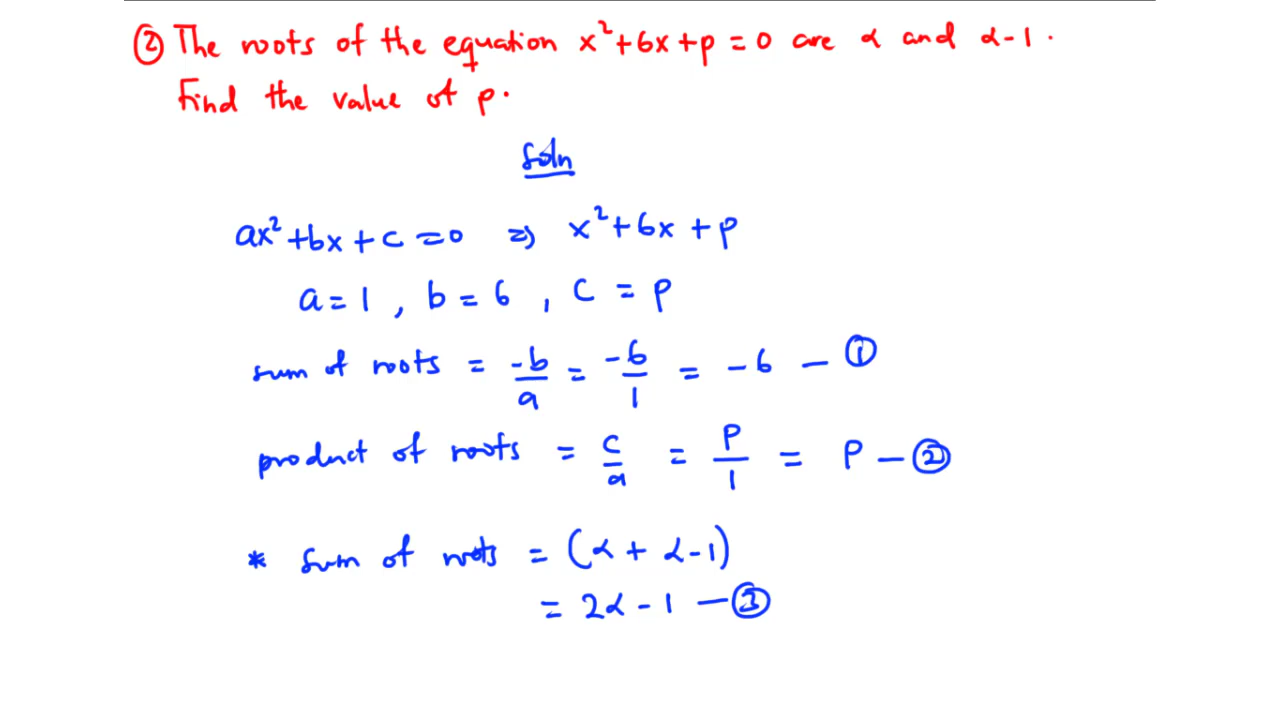 ② The roots of the equation x²+6x+p=0 are α and α-1.
Find the value of p.
Soln
ax²+bx+c=0 ⇒ x²+6x+p
a=1, b=6, c=p
sum of roots = -b/a = -6/1 = -6 — ①
product of roots = c/a = P/1 = P — ②
* sum of roots = (α+α-1)
= 2α-1 — ③